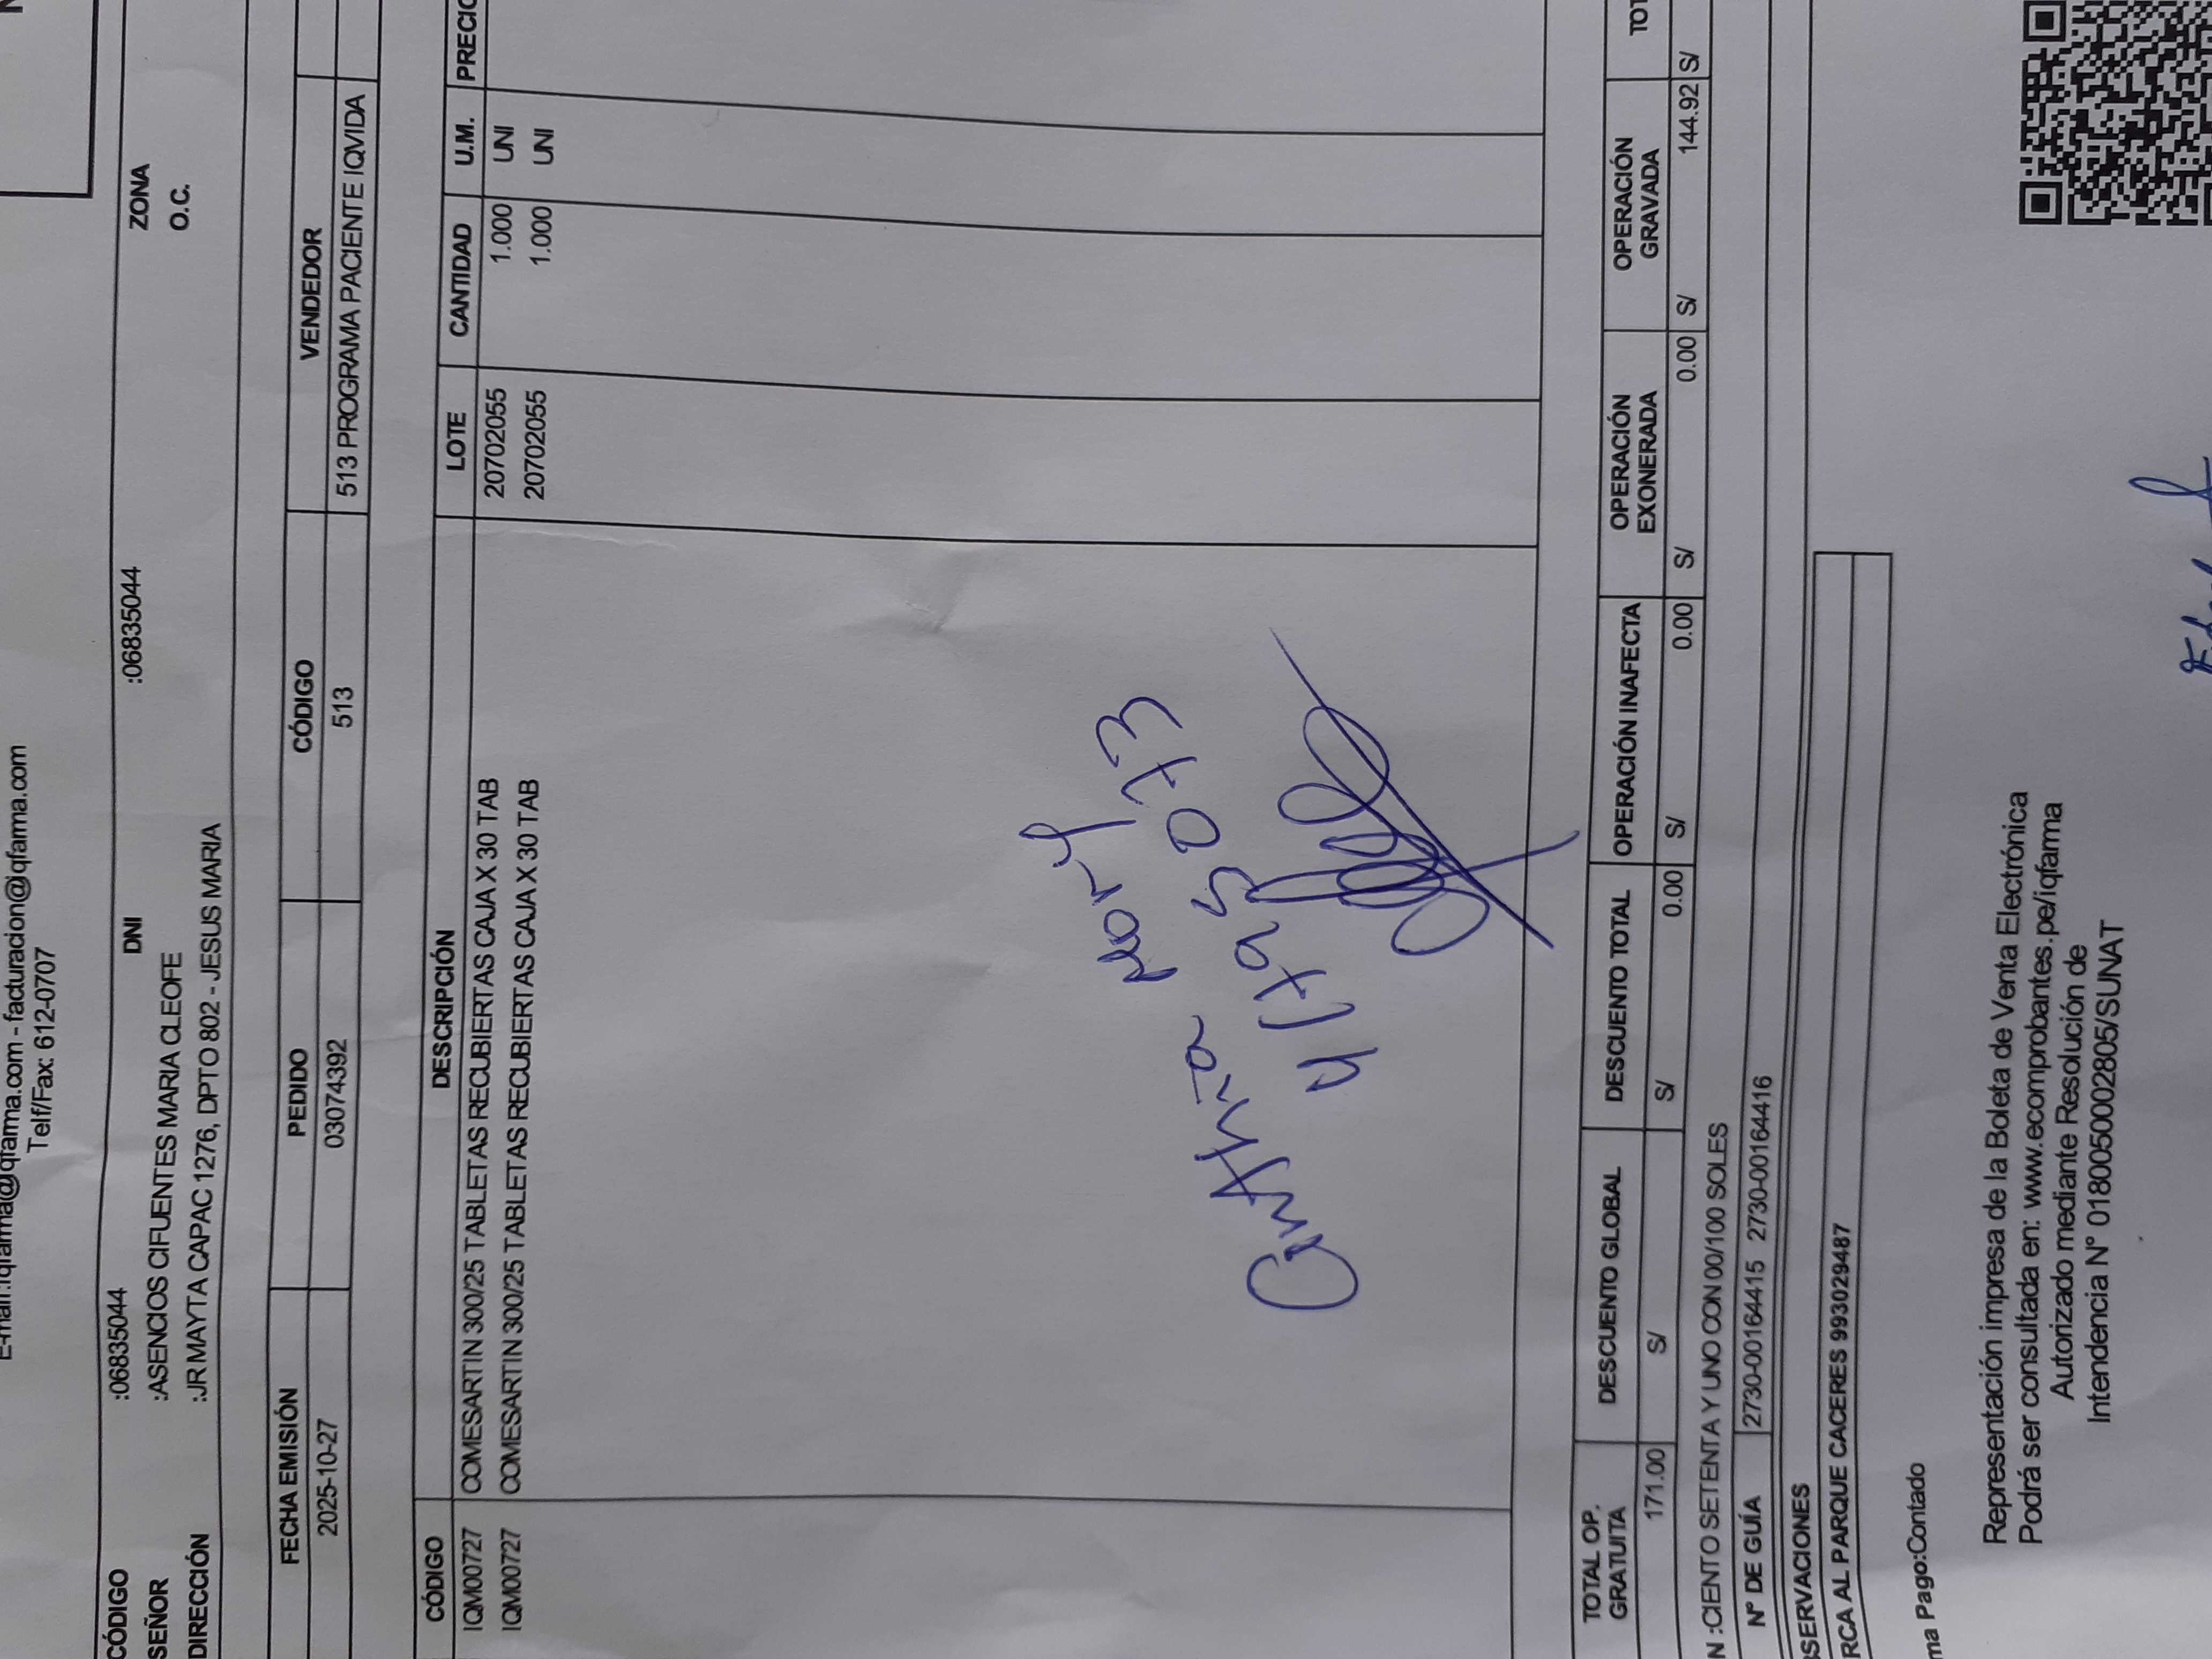 E-mail:iqfarma@iqfarma.com - facturacion@iqfarma.com
Telf/Fax: 612-0707
CÓDIGO :06835044 DNI :06835044 ZONA
SEÑOR :ASENCIOS CIFUENTES MARIA CLEOFE O.C.
DIRECCIÓN :JR MAYTA CAPAC 1276, DPTO 802 - JESUS MARIA
FECHA EMISIÓN PEDIDO CÓDIGO VENDEDOR
2025-10-27 03074392 513 513 PROGRAMA PACIENTE IQVIDA
CÓDIGO DESCRIPCIÓN LOTE CANTIDAD U.M. PRECIO
IQM00727 COMESARTIN 300/25 TABLETAS RECUBIERTAS CAJA X 30 TAB 20702055 1.000 UNI
IQM00727 COMESARTIN 300/25 TABLETAS RECUBIERTAS CAJA X 30 TAB 20702055 1.000 UNI
TOTAL OP. GRATUITA DESCUENTO GLOBAL DESCUENTO TOTAL OPERACIÓN INAFECTA OPERACIÓN EXONERADA OPERACIÓN GRAVADA TOT
171.00 S/ S/ 0.00 S/ 0.00 S/ 0.00 S/ 144.92 S/
N :CIENTO SETENTA Y UNO CON 00/100 SOLES
Nº DE GUÍA 2730-00164415 2730-00164416
SERVACIONES
RCA AL PARQUE CACERES 993029487
ma Pago:Contado
Representación impresa de la Boleta de Venta Electrónica
Podrá ser consultada en: www.ecomprobantes.pe/iqfarma
Autorizado mediante Resolución de
Intendencia N° 0180050002805/SUNAT